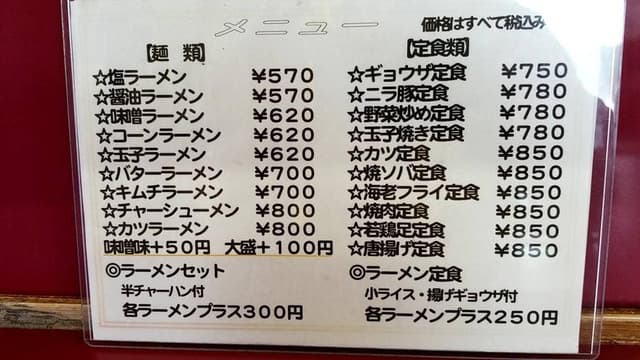 メニュー
価格はすべて税込み
【麺 類】
☆塩ラーメン ¥570
☆醤油ラーメン ¥570
☆味噌ラーメン ¥620
☆コーンラーメン ¥620
☆玉子ラーメン ¥620
☆バターラーメン ¥700
☆キムチラーメン ¥700
☆チャーシューメン ¥800
☆カツラーメン ¥800
味噌味+50円 大盛+100円
◎ラーメンセット
半チャーハン付
各ラーメンプラス300円
【定食類】
☆ギョウザ定食 ¥750
☆ニラ豚定食 ¥780
☆野菜炒め定食 ¥780
☆玉子焼き定食 ¥780
☆カツ定食 ¥850
☆焼ソバ定食 ¥850
☆海老フライ定食 ¥850
☆焼肉定食 ¥850
☆若鶏足定食 ¥850
☆唐揚げ定食 ¥850
◎ラーメン定食
小ライス・揚げギョウザ付
各ラーメンプラス250円